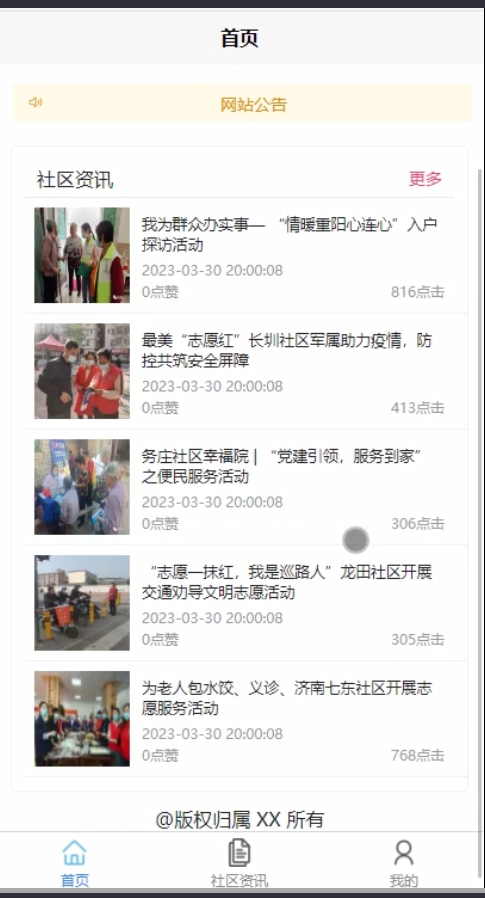 首页
网站公告
社区资讯
更多
我为群众办实事— “情暖重阳心连心”入户
探访活动
2023-03-30 20:00:08
0点赞 816点击
最美“志愿红”长圳社区军属助力疫情，防
控共筑安全屏障
2023-03-30 20:00:08
0点赞 413点击
务庄社区幸福院 | “党建引领，服务到家”
之便民服务活动
2023-03-30 20:00:08
0点赞 306点击
“志愿一抹红，我是巡路人”龙田社区开展
交通劝导文明志愿活动
2023-03-30 20:00:08
0点赞 305点击
为老人包水饺、义诊、济南七东社区开展志
愿服务活动
2023-03-30 20:00:08
0点赞 768点击
@版权归属 XX 所有
首页 社区资讯 我的